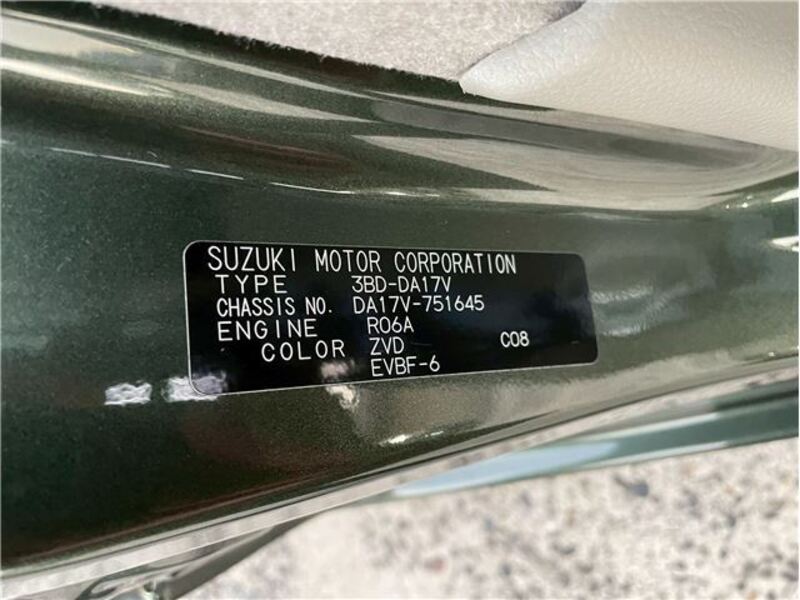 SUZUKI MOTOR CORPORATION
TYPE 3BD-DA17V
CHASSIS NO. DA17V-751645
ENGINE R06A
COLOR ZVD C08
EVBF-6